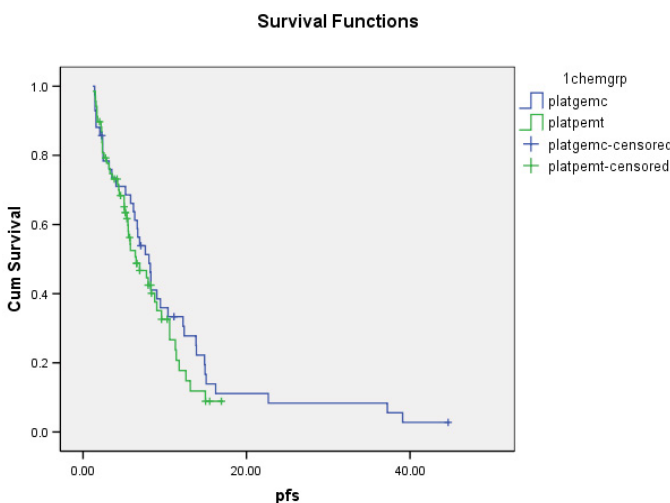 Survival Functions
1chemgrp
platgemc
platpemt
platgemc-censored
platpemt-censored
Cum Survival
1.0
0.8
0.6
0.4
0.2
0.0
0.00
20.00
40.00
pfs